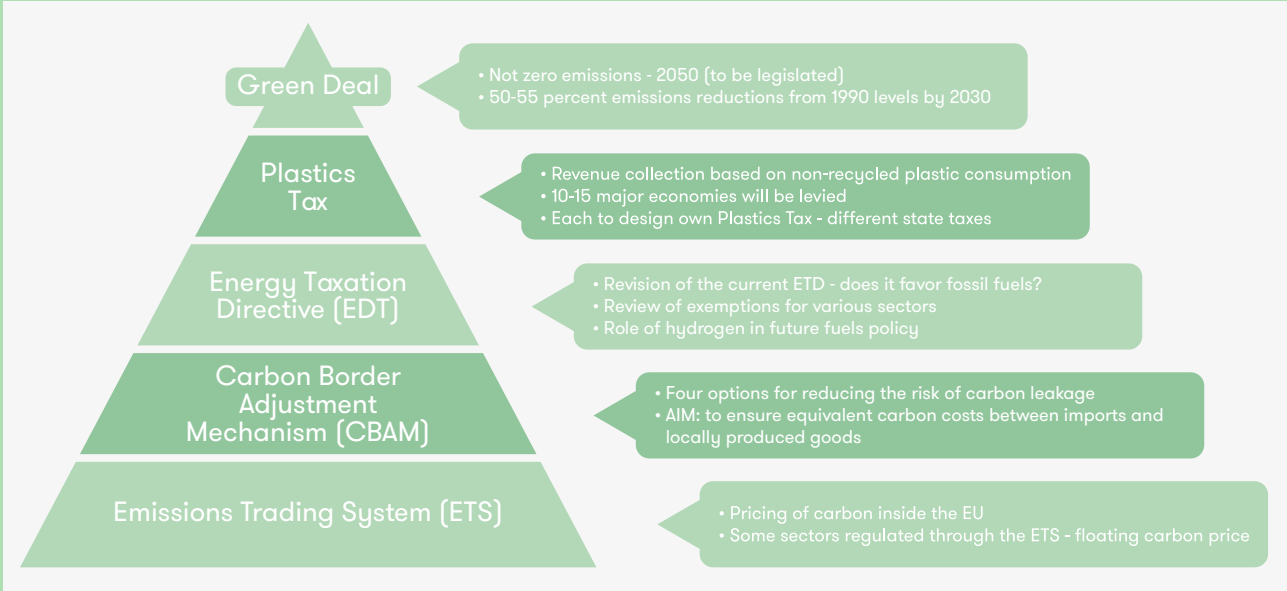 Green Deal
• Not zero emissions - 2050 (to be legislated)
• 50-55 percent emissions reductions from 1990 levels by 2030
Plastics
Tax
• Revenue collection based on non-recycled plastic consumption
• 10-15 major economies will be levied
• Each to design own Plastics Tax - different state taxes
Energy Taxation
Directive (EDT)
• Revision of the current ETD - does it favor fossil fuels?
• Review of exemptions for various sectors
• Role of hydrogen in future fuels policy
Carbon Border
Adjustment
Mechanism (CBAM)
• Four options for reducing the risk of carbon leakage
• AIM: to ensure equivalent carbon costs between imports and
locally produced goods
Emissions Trading System (ETS)
• Pricing of carbon inside the EU
• Some sectors regulated through the ETS - floating carbon price